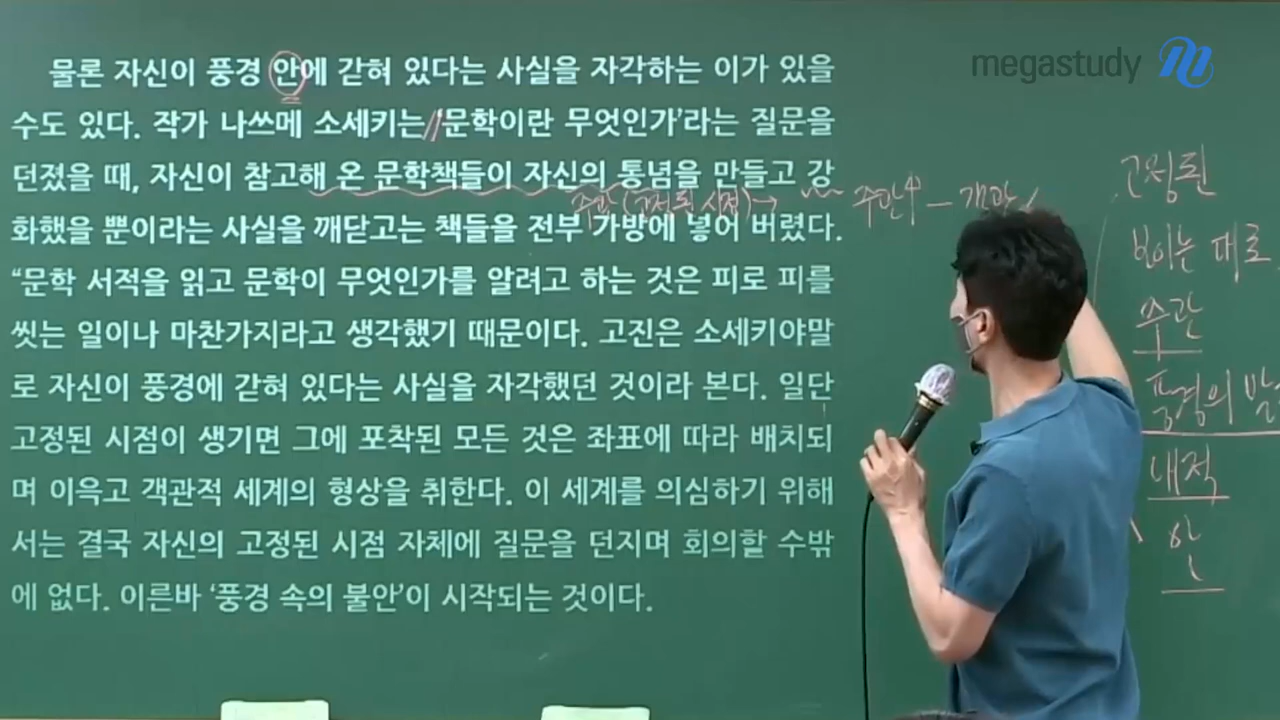 megastudy
물론 자신이 풍경 안에 갇혀 있다는 사실을 자각하는 이가 있을
수도 있다. 작가 나쓰메 소세키는 '문학이란 무엇인가'라는 질문을
던졌을 때, 자신이 참고해 온 문학책들이 자신의 통념을 만들고 강
주관(고정된 시점)→
주관 - 객관
화했을 뿐이라는 사실을 깨닫고는 책들을 전부 가방에 넣어 버렸다.
“문학 서적을 읽고 문학이 무엇인가를 알려고 하는 것은 피로 피를
씻는 일이나 마찬가지라고 생각했기 때문이다. 고진은 소세키야말
로 자신이 풍경에 갇혀 있다는 사실을 자각했던 것이라 본다. 일단
고정된 시점이 생기면 그에 포착된 모든 것은 좌표에 따라 배치되
며 이윽고 객관적 세계의 형상을 취한다. 이 세계를 의심하기 위해
서는 결국 자신의 고정된 시점 자체에 질문을 던지며 회의할 수밖
에 없다. 이른바 ‘풍경 속의 불안’이 시작되는 것이다.
고정된
보이는 대로
주관
풍경의 발
내적
안